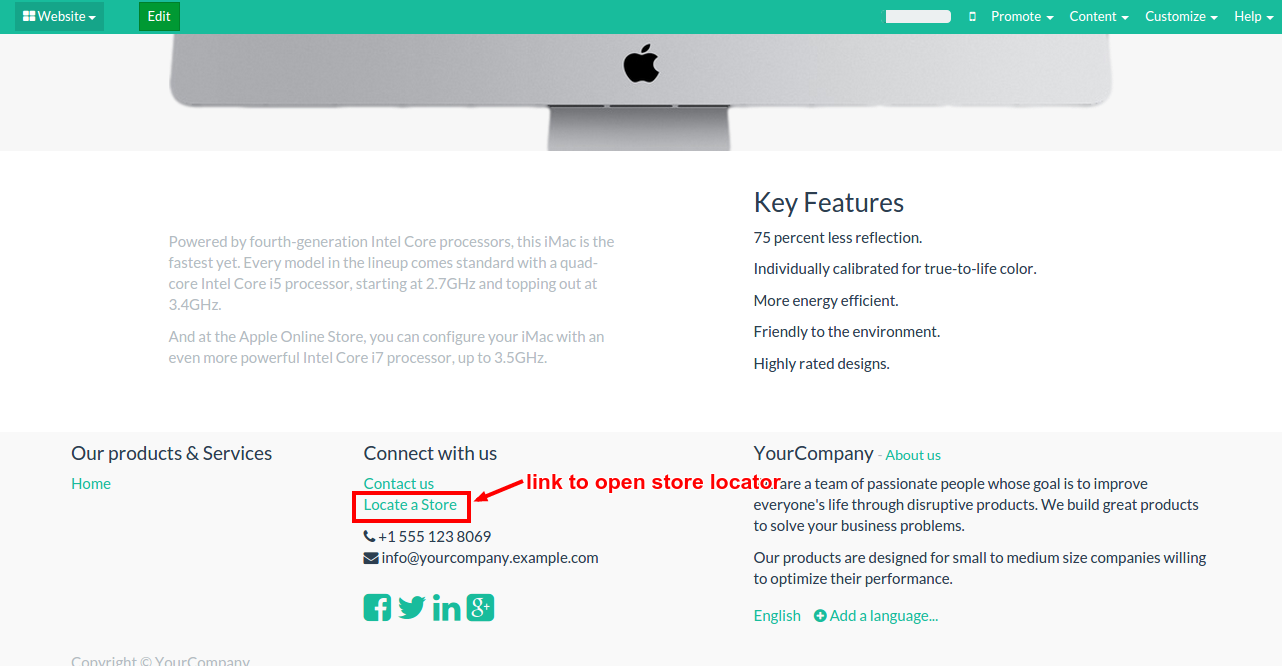 Website
Edit
Promote
Content
Customize
Help
Powered by fourth-generation Intel Core processors, this iMac is the
fastest yet. Every model in the lineup comes standard with a quad-
core Intel Core i5 processor, starting at 2.7GHz and topping out at
3.4GHz.
And at the Apple Online Store, you can configure your iMac with an
even more powerful Intel Core i7 processor, up to 3.5GHz.
Key Features
75 percent less reflection.
Individually calibrated for true-to-life color.
More energy efficient.
Friendly to the environment.
Highly rated designs.
Our products & Services
Home
Connect with us
Contact us
Locate a Store
link to open store locator
+1 555 123 8069
info@yourcompany.example.com
YourCompany - About us
are a team of passionate people whose goal is to improve
everyone's life through disruptive products. We build great products
to solve your business problems.
Our products are designed for small to medium size companies willing
to optimize their performance.
English
Add a language...
Copyright © YourCompany